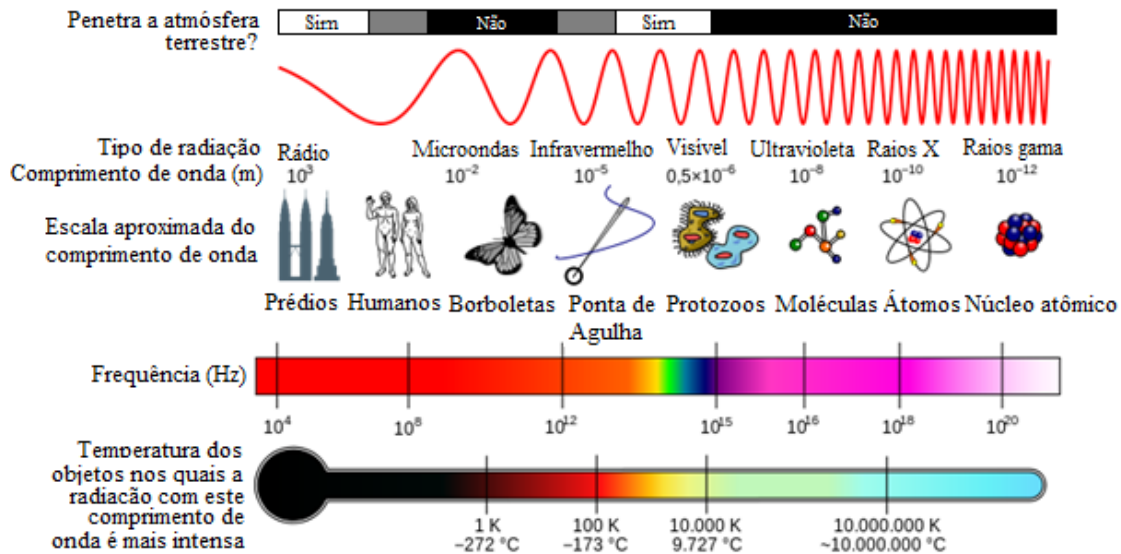 Penetra a atmósfera
terrestre?
Sim Não Sim Não
Tipo de radiação
Comprimento de onda (m)
Rádio Microondas Infravermelho Visível Ultravioleta Raios X Raios gama
10³ 10⁻² 10⁻⁵ 0,5×10⁻⁶ 10⁻⁸ 10⁻¹⁰ 10⁻¹²
Escala aproximada do
comprimento de onda
Prédios Humanos Borboletas Ponta de Agulha Protozoos Moléculas Átomos Núcleo atômico
Frequência (Hz)
10⁴ 10⁸ 10¹² 10¹⁵ 10¹⁶ 10¹⁸ 10²⁰
Temperatura dos
objetos nos quais a
radiacão com este
comprimento de
onda é mais intensa
1 K 100 K 10.000 K 10.000.000 K
−272 °C −173 °C 9.727 °C ~10.000.000 °C